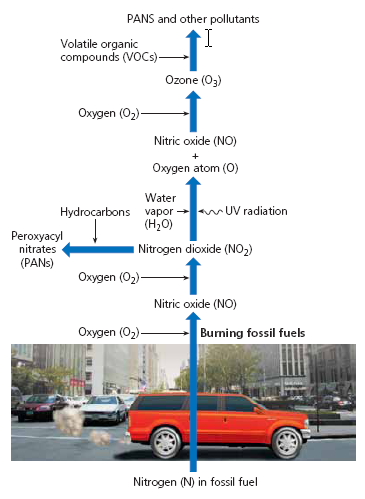 PANS and other pollutants
Volatile organic
compounds (VOCs)
Ozone (O₃)
Oxygen (O₂)
Nitric oxide (NO)
+
Oxygen atom (O)
Water
vapor
(H₂O)
UV radiation
Hydrocarbons
Peroxyacyl
nitrates
(PANs)
Nitrogen dioxide (NO₂)
Oxygen (O₂)
Nitric oxide (NO)
Oxygen (O₂)
Burning fossil fuels
Nitrogen (N) in fossil fuel